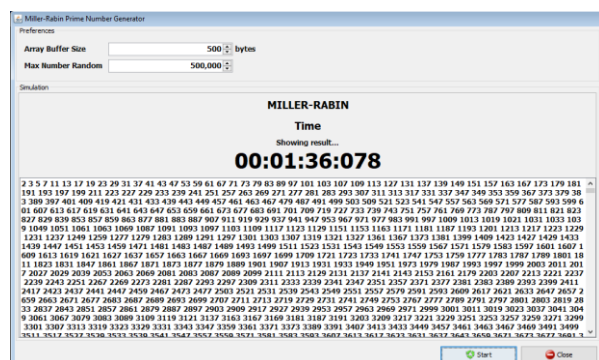 Miller-Rabin Prime Number Generator
Preferences
Array Buffer Size 500 bytes
Max Number Random 500,000
Simulation
MILLER-RABIN
Time
Showing result...
00:01:36:078
2 3 5 7 11 13 17 19 23 29 31 37 41 43 47 53 59 61 67 71 73 79 83 89 97 101 103 107 109 113 127 131 137 139 149 151 157 163 167 173 179 181
191 193 197 199 211 223 227 229 233 239 241 251 257 263 269 271 277 281 283 293 307 311 313 317 331 337 347 349 353 359 367 373 379 38
3 389 397 401 409 419 421 431 433 439 443 449 457 461 463 467 479 487 491 499 503 509 521 523 541 547 557 563 569 571 577 587 593 599 6
01 607 613 617 619 631 641 643 647 653 659 661 673 677 683 691 701 709 719 727 733 739 743 751 757 761 769 773 787 797 809 811 821 823
827 829 839 853 857 859 863 877 881 883 887 907 911 919 929 937 941 947 953 967 971 977 983 991 997 1009 1013 1019 1021 1031 1033 103
9 1049 1051 1061 1063 1069 1087 1091 1093 1097 1103 1109 1117 1123 1129 1151 1153 1163 1171 1181 1187 1193 1201 1213 1217 1223 1229
1231 1237 1249 1259 1277 1279 1283 1289 1291 1297 1301 1303 1307 1319 1321 1327 1361 1367 1373 1381 1399 1409 1423 1427 1429 1433
1439 1447 1451 1453 1459 1471 1481 1483 1487 1489 1493 1499 1511 1523 1531 1543 1549 1553 1559 1567 1571 1579 1583 1597 1601 1607 1
609 1613 1619 1621 1627 1637 1657 1663 1667 1669 1693 1697 1699 1709 1721 1723 1733 1741 1747 1753 1759 1777 1783 1787 1789 1801 18
11 1823 1831 1847 1861 1867 1871 1873 1877 1879 1889 1901 1907 1913 1931 1933 1949 1951 1973 1979 1987 1993 1997 1999 2003 2011 201
7 2027 2029 2039 2053 2063 2069 2081 2083 2087 2089 2099 2111 2113 2129 2131 2137 2141 2143 2153 2161 2179 2203 2207 2213 2221 2237
2239 2243 2251 2267 2269 2273 2281 2287 2293 2297 2309 2311 2333 2339 2341 2347 2351 2357 2371 2377 2381 2383 2389 2393 2399 2411
2417 2423 2437 2441 2447 2459 2467 2473 2477 2503 2521 2531 2539 2543 2549 2551 2557 2579 2591 2593 2609 2617 2621 2633 2647 2657 2
659 2663 2671 2677 2683 2687 2689 2693 2699 2707 2711 2713 2719 2729 2731 2741 2749 2753 2767 2777 2789 2791 2797 2801 2803 2819 28
33 2837 2843 2851 2857 2861 2879 2887 2897 2903 2909 2917 2927 2939 2953 2957 2963 2969 2971 2999 3001 3011 3019 3023 3037 3041 304
9 3061 3067 3079 3083 3089 3109 3119 3121 3137 3163 3167 3169 3181 3187 3191 3203 3209 3217 3221 3229 3251 3253 3257 3259 3271 3299
3301 3307 3313 3319 3323 3329 3331 3343 3347 3359 3361 3371 3373 3389 3391 3407 3413 3433 3449 3457 3461 3463 3467 3469 3491 3499
Start Close